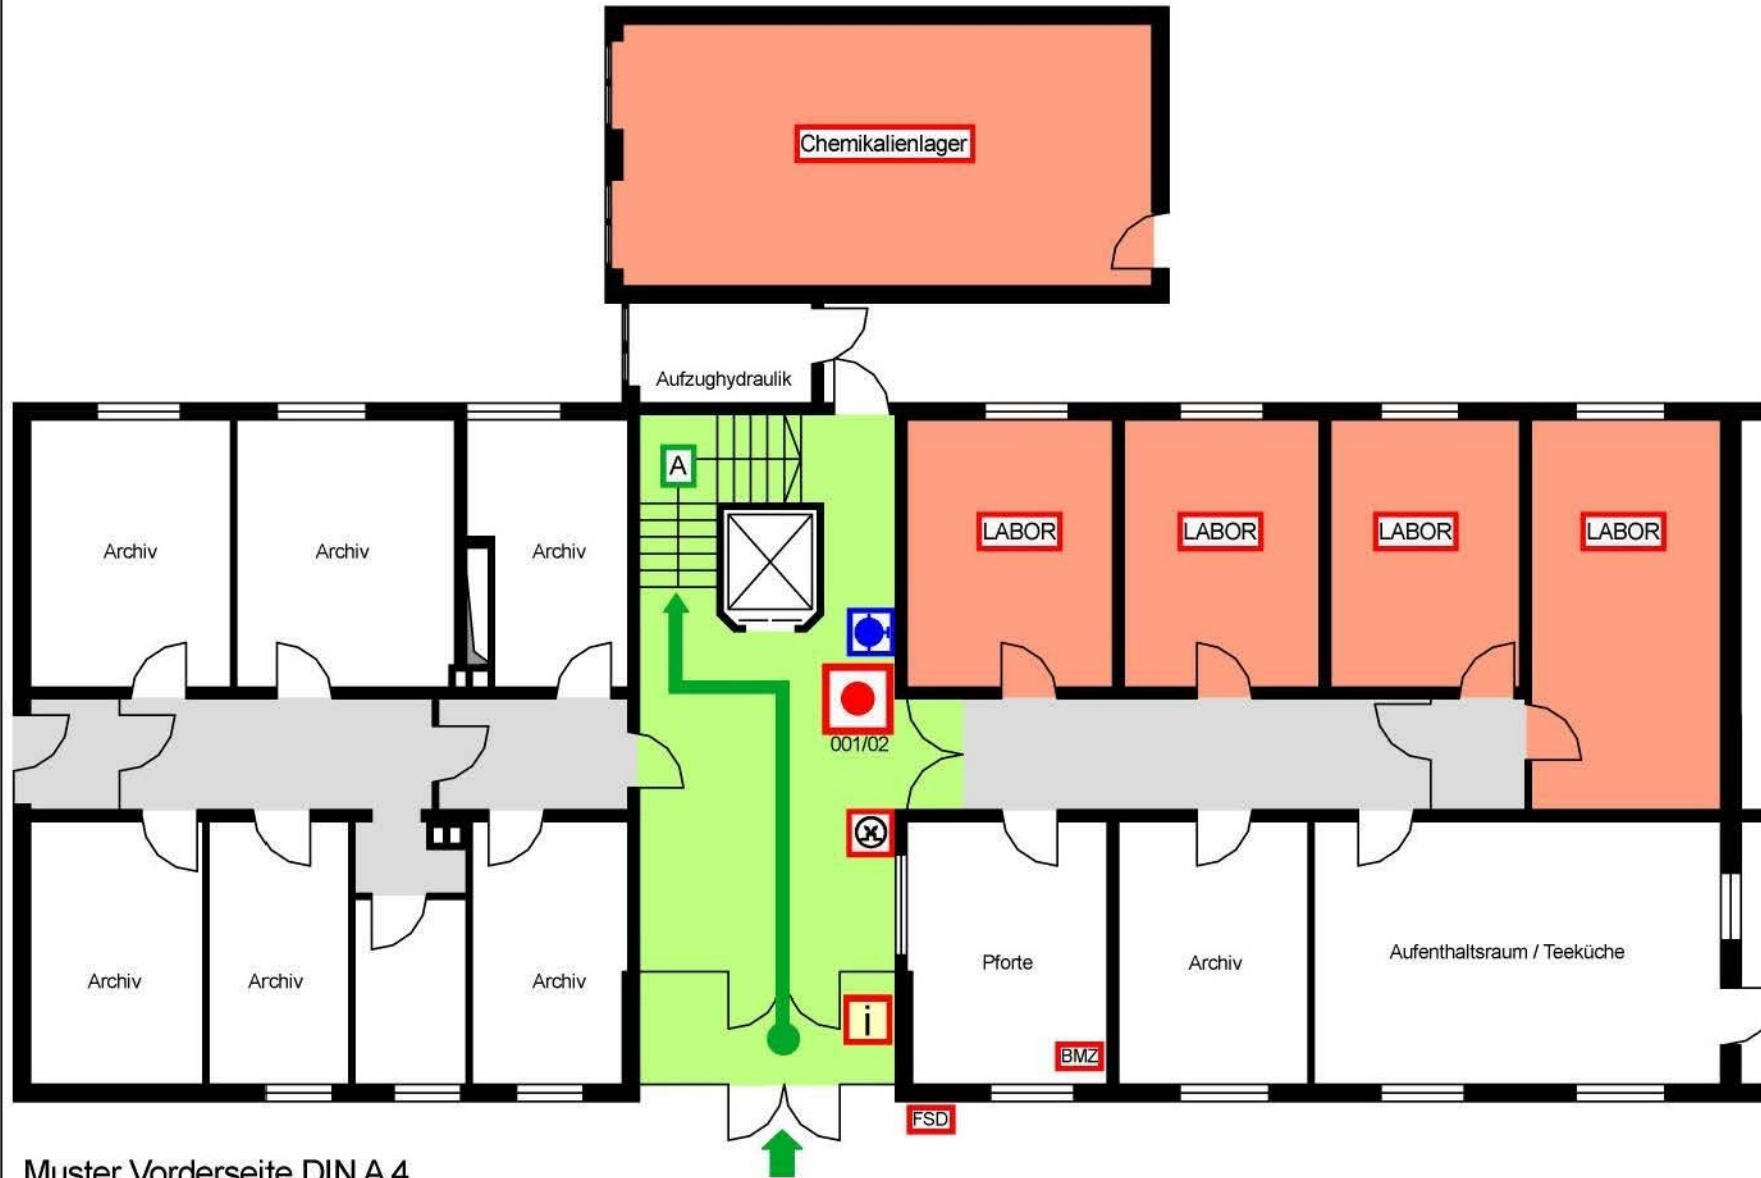 Chemikalienlager
Aufzughydraulik
A
Archiv
Archiv
Archiv
LABOR
LABOR
LABOR
LABOR
001/02
Archiv
Archiv
Archiv
i
Pforte
BMZ
Archiv
Aufenthaltsraum / Teeküche
FSD
Muster Vorderseite DIN A 4